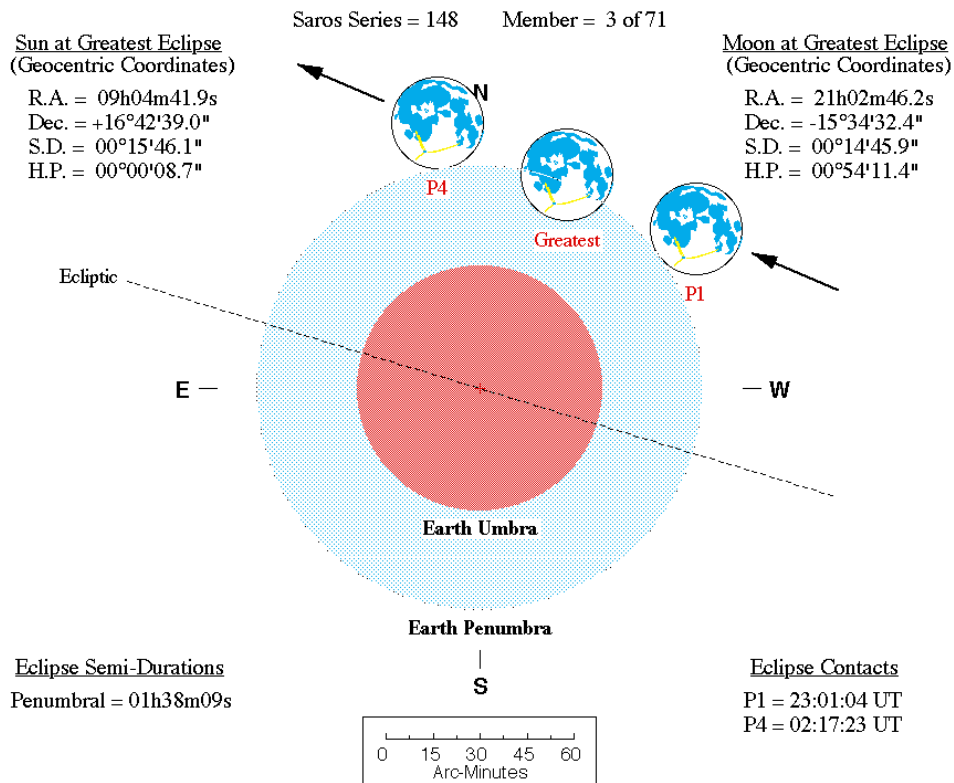 Saros Series = 148 Member = 3 of 71
Sun at Greatest Eclipse
(Geocentric Coordinates)
R.A. = 09h04m41.9s
Dec. = +16°42'39.0"
S.D. = 00°15'46.1"
H.P. = 00°00'08.7"
Moon at Greatest Eclipse
(Geocentric Coordinates)
R.A. = 21h02m46.2s
Dec. = -15°34'32.4"
S.D. = 00°14'45.9"
H.P. = 00°54'11.4"
N
P4
Greatest
P1
Ecliptic
E
W
Earth Umbra
Earth Penumbra
S
Eclipse Semi-Durations
Penumbral = 01h38m09s
Eclipse Contacts
P1 = 23:01:04 UT
P4 = 02:17:23 UT
0 15 30 45 60
Arc-Minutes